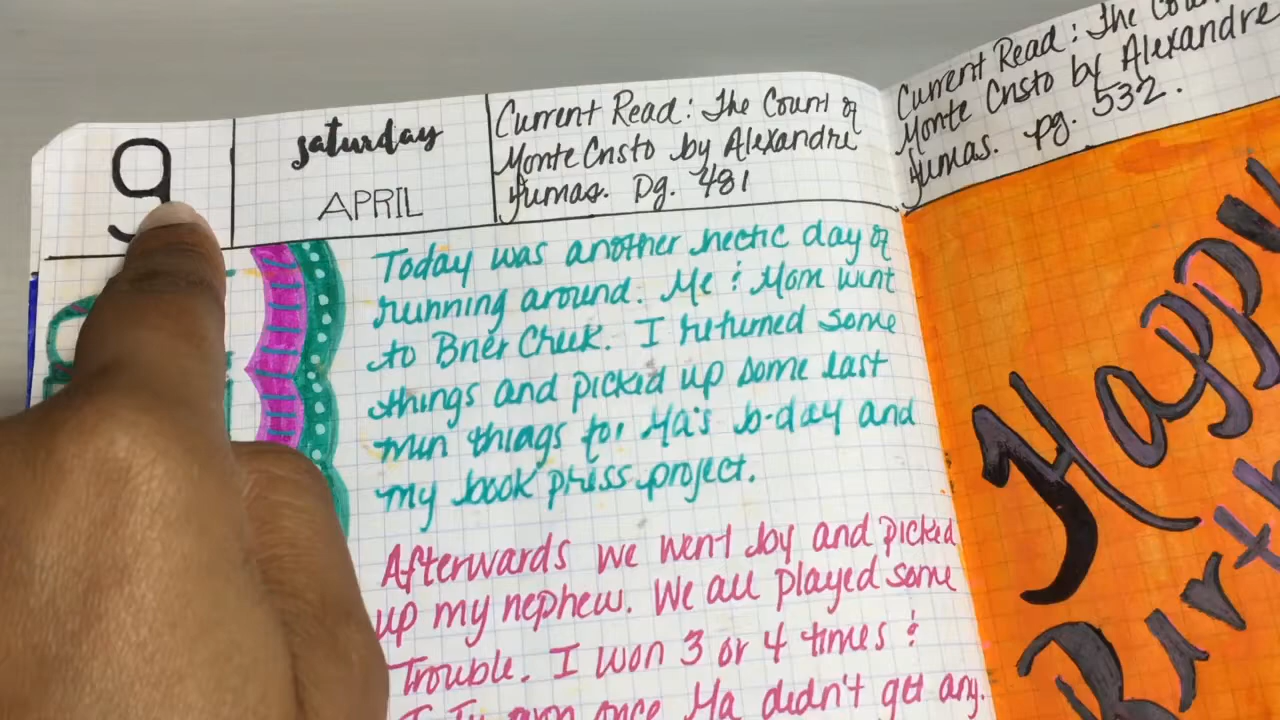 9
Saturday
APRIL
Current Read: The Count of
Monte Cristo by Alexandre
Dumas. Pg. 481
Today was another hectic day of
running around. Me & Mom went
to Briar Creek. I returned some
things and picked up some last
min things for Ma's b-day and
my book press project.
Afterwards we went by and picked
up my nephew. We all played some
Trouble. I won 3 or 4 times &
once Ma didn't get any.
Current Read: The
Monte Cristo by Alexandre
Dumas. pg. 532.
Happy